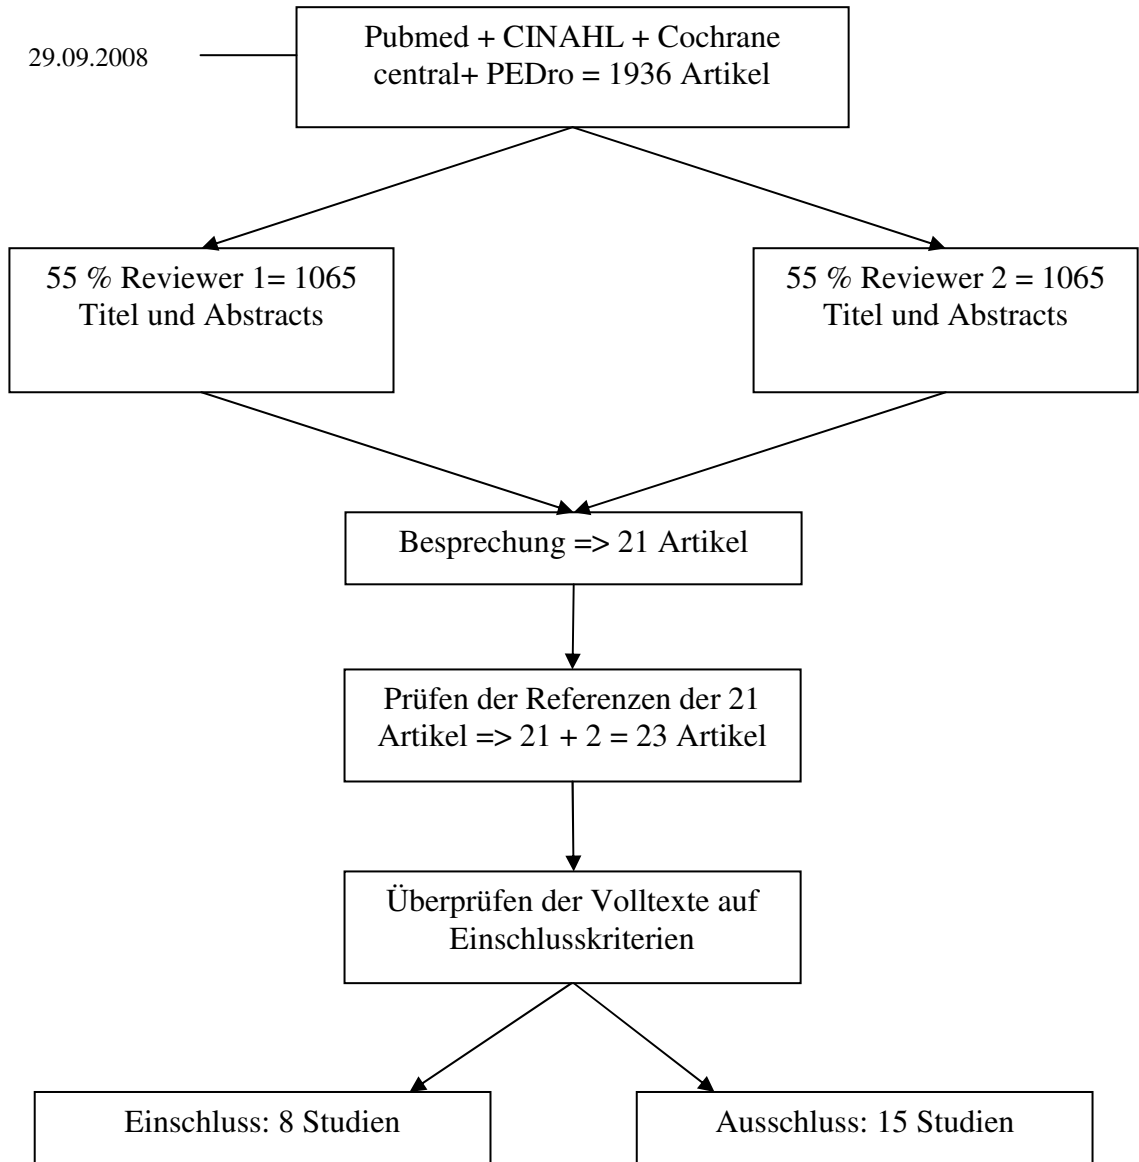 29.09.2008
Pubmed + CINAHL + Cochrane
central+ PEDro = 1936 Artikel
55 % Reviewer 1= 1065
Titel und Abstracts
55 % Reviewer 2 = 1065
Titel und Abstracts
Besprechung => 21 Artikel
Prüfen der Referenzen der 21
Artikel => 21 + 2 = 23 Artikel
Überprüfen der Volltexte auf
Einschlusskriterien
Einschluss: 8 Studien
Ausschluss: 15 Studien